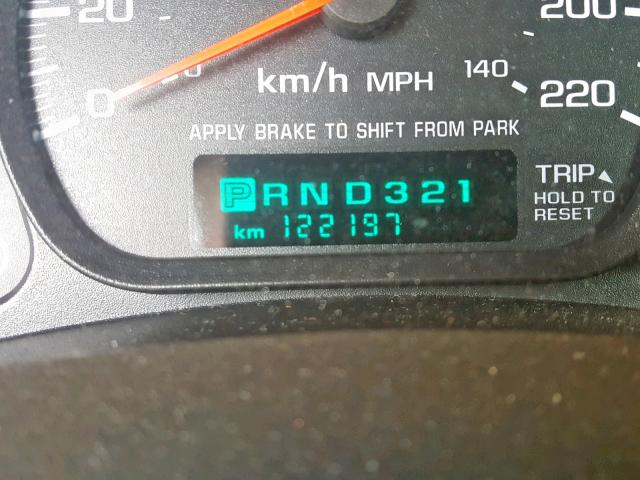 20 200
0 20 km/h MPH 140 220
APPLY BRAKE TO SHIFT FROM PARK
PRND321 TRIP
km 122197 HOLD TO
RESET